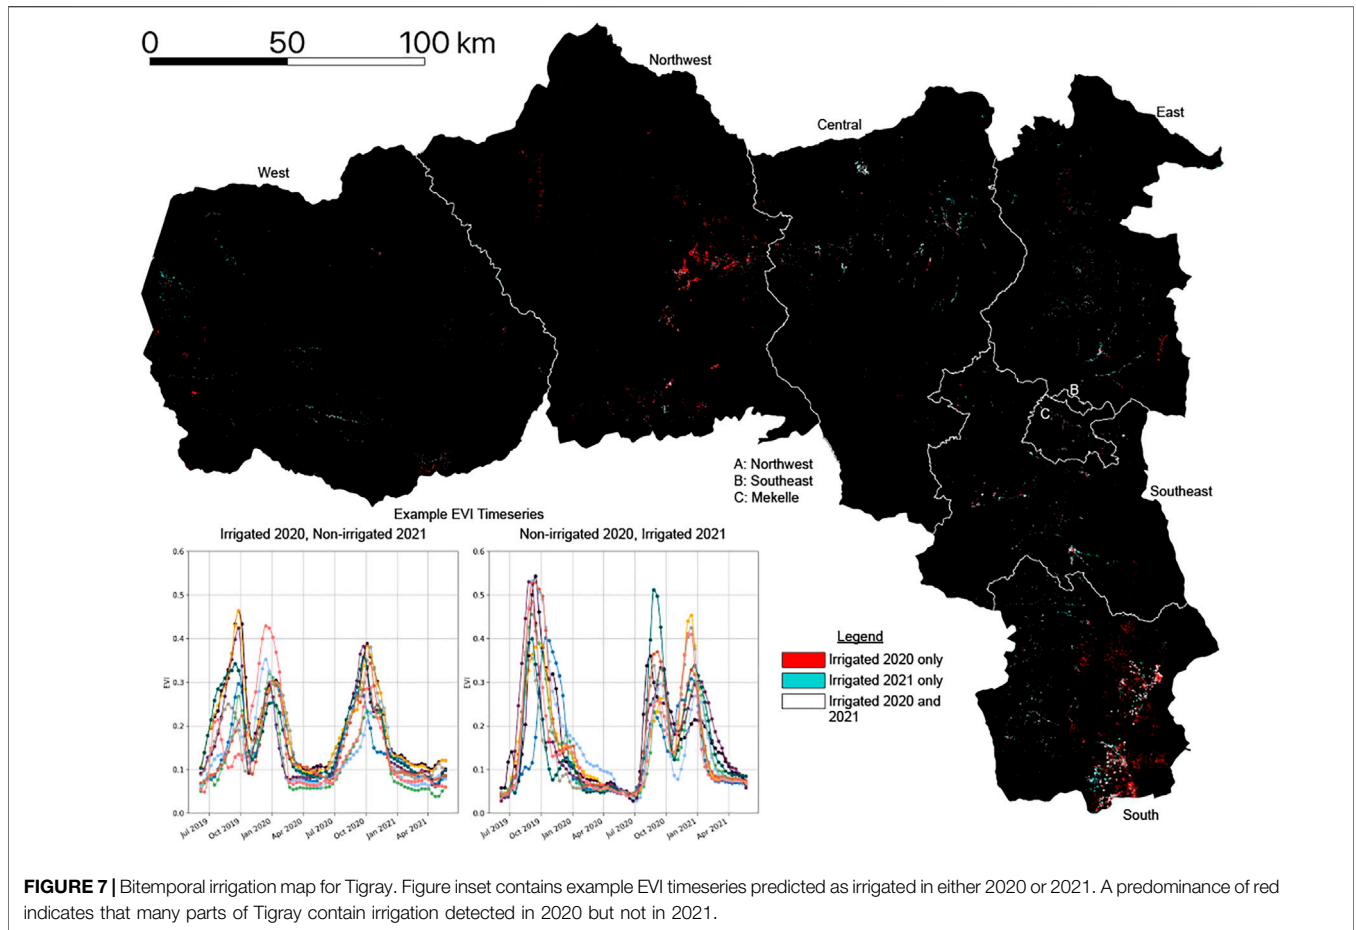 0 50 100 km
Northwest
Central
East
West
B
C
A: Northwest
B: Southeast
C: Mekelle
Southeast
South
Example EVI Timeseries
Irrigated 2020, Non-irrigated 2021
0.6
0.5
0.4
0.3
0.2
0.1
0.0
EVI
Jul 2019
Oct 2019
Jan 2020
Apr 2020
Jul 2020
Oct 2020
Jan 2021
Apr 2021
Non-irrigated 2020, Irrigated 2021
0.6
0.5
0.4
0.3
0.2
0.1
0.0
EVI
Jul 2019
Oct 2019
Jan 2020
Apr 2020
Jul 2020
Oct 2020
Jan 2021
Apr 2021
Legend
Irrigated 2020 only
Irrigated 2021 only
Irrigated 2020 and
2021
FIGURE 7 | Bitemporal irrigation map for Tigray. Figure inset contains example EVI timeseries predicted as irrigated in either 2020 or 2021. A predominance of red
indicates that many parts of Tigray contain irrigation detected in 2020 but not in 2021.